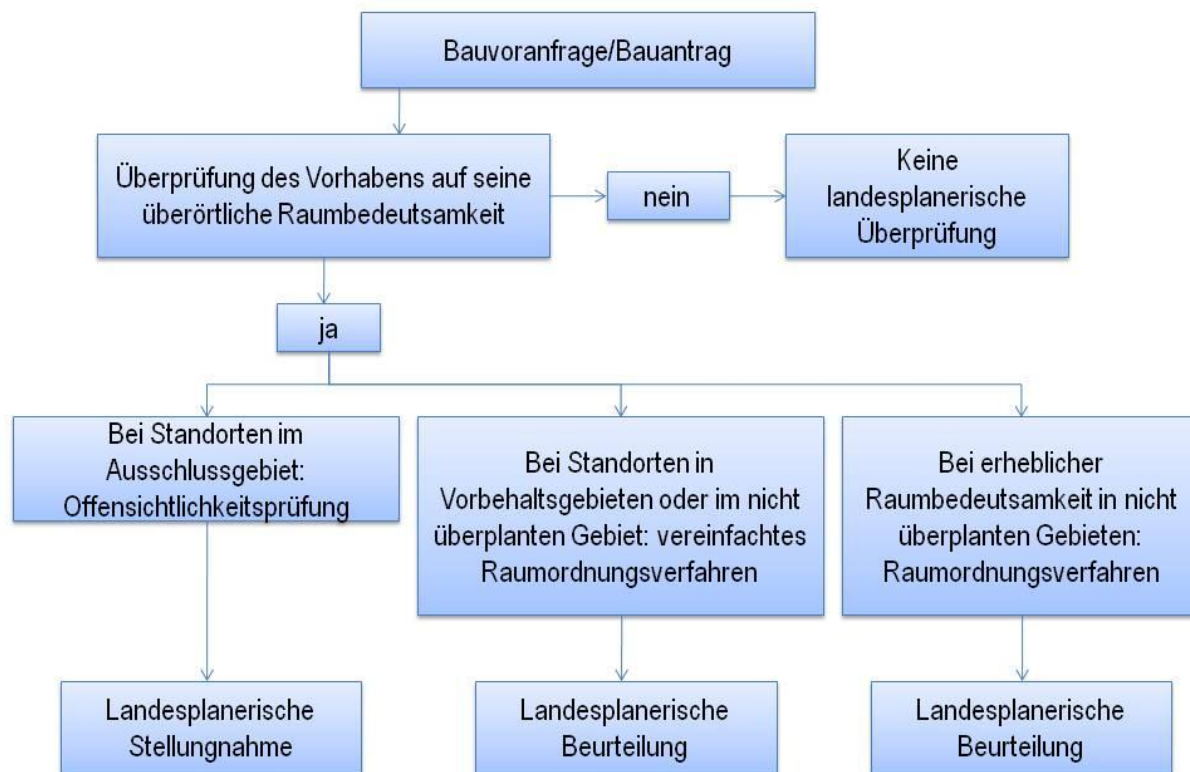 Bauvoranfrage/Bauantrag
Überprüfung des Vorhabens auf seine
überörtliche Raumbedeutsamkeit
nein
Keine
landesplanerische
Überprüfung
ja
Bei Standorten im
Ausschlussgebiet:
Offensichtlichkeitsprüfung
Bei Standorten in
Vorbehaltsgebieten oder im nicht
überplanten Gebiet: vereinfachtes
Raumordnungsverfahren
Bei erheblicher
Raumbedeutsamkeit in nicht
überplanten Gebieten:
Raumordnungsverfahren
Landesplanerische
Stellungnahme
Landesplanerische
Beurteilung
Landesplanerische
Beurteilung